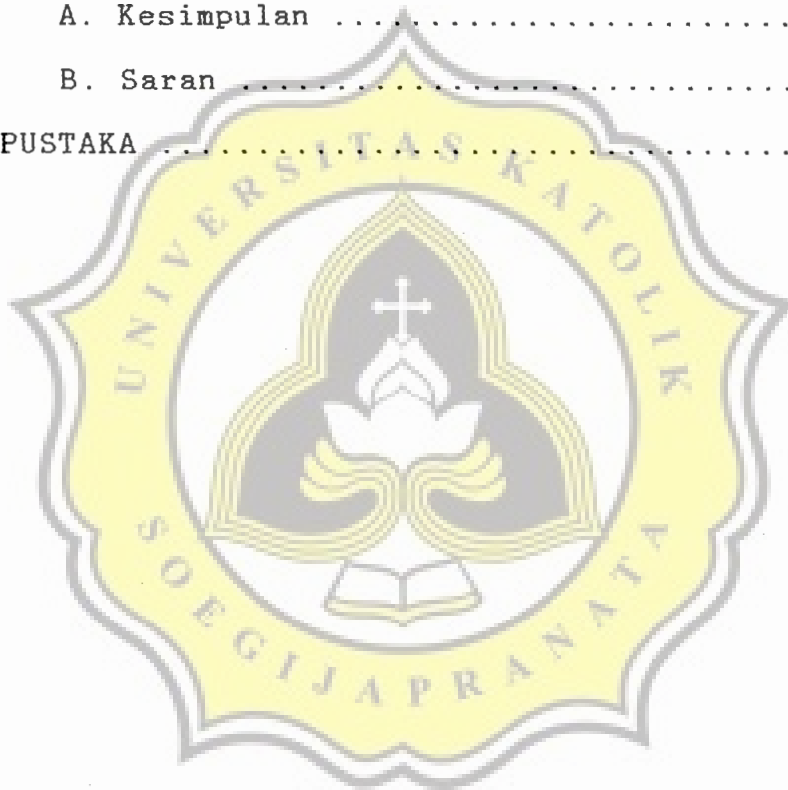 A. Kesimpulan ......................
B. Saran ...........................
PUSTAKA ................................
UNIVERSITAS KATOLIK
SOEGIJAPRANATA